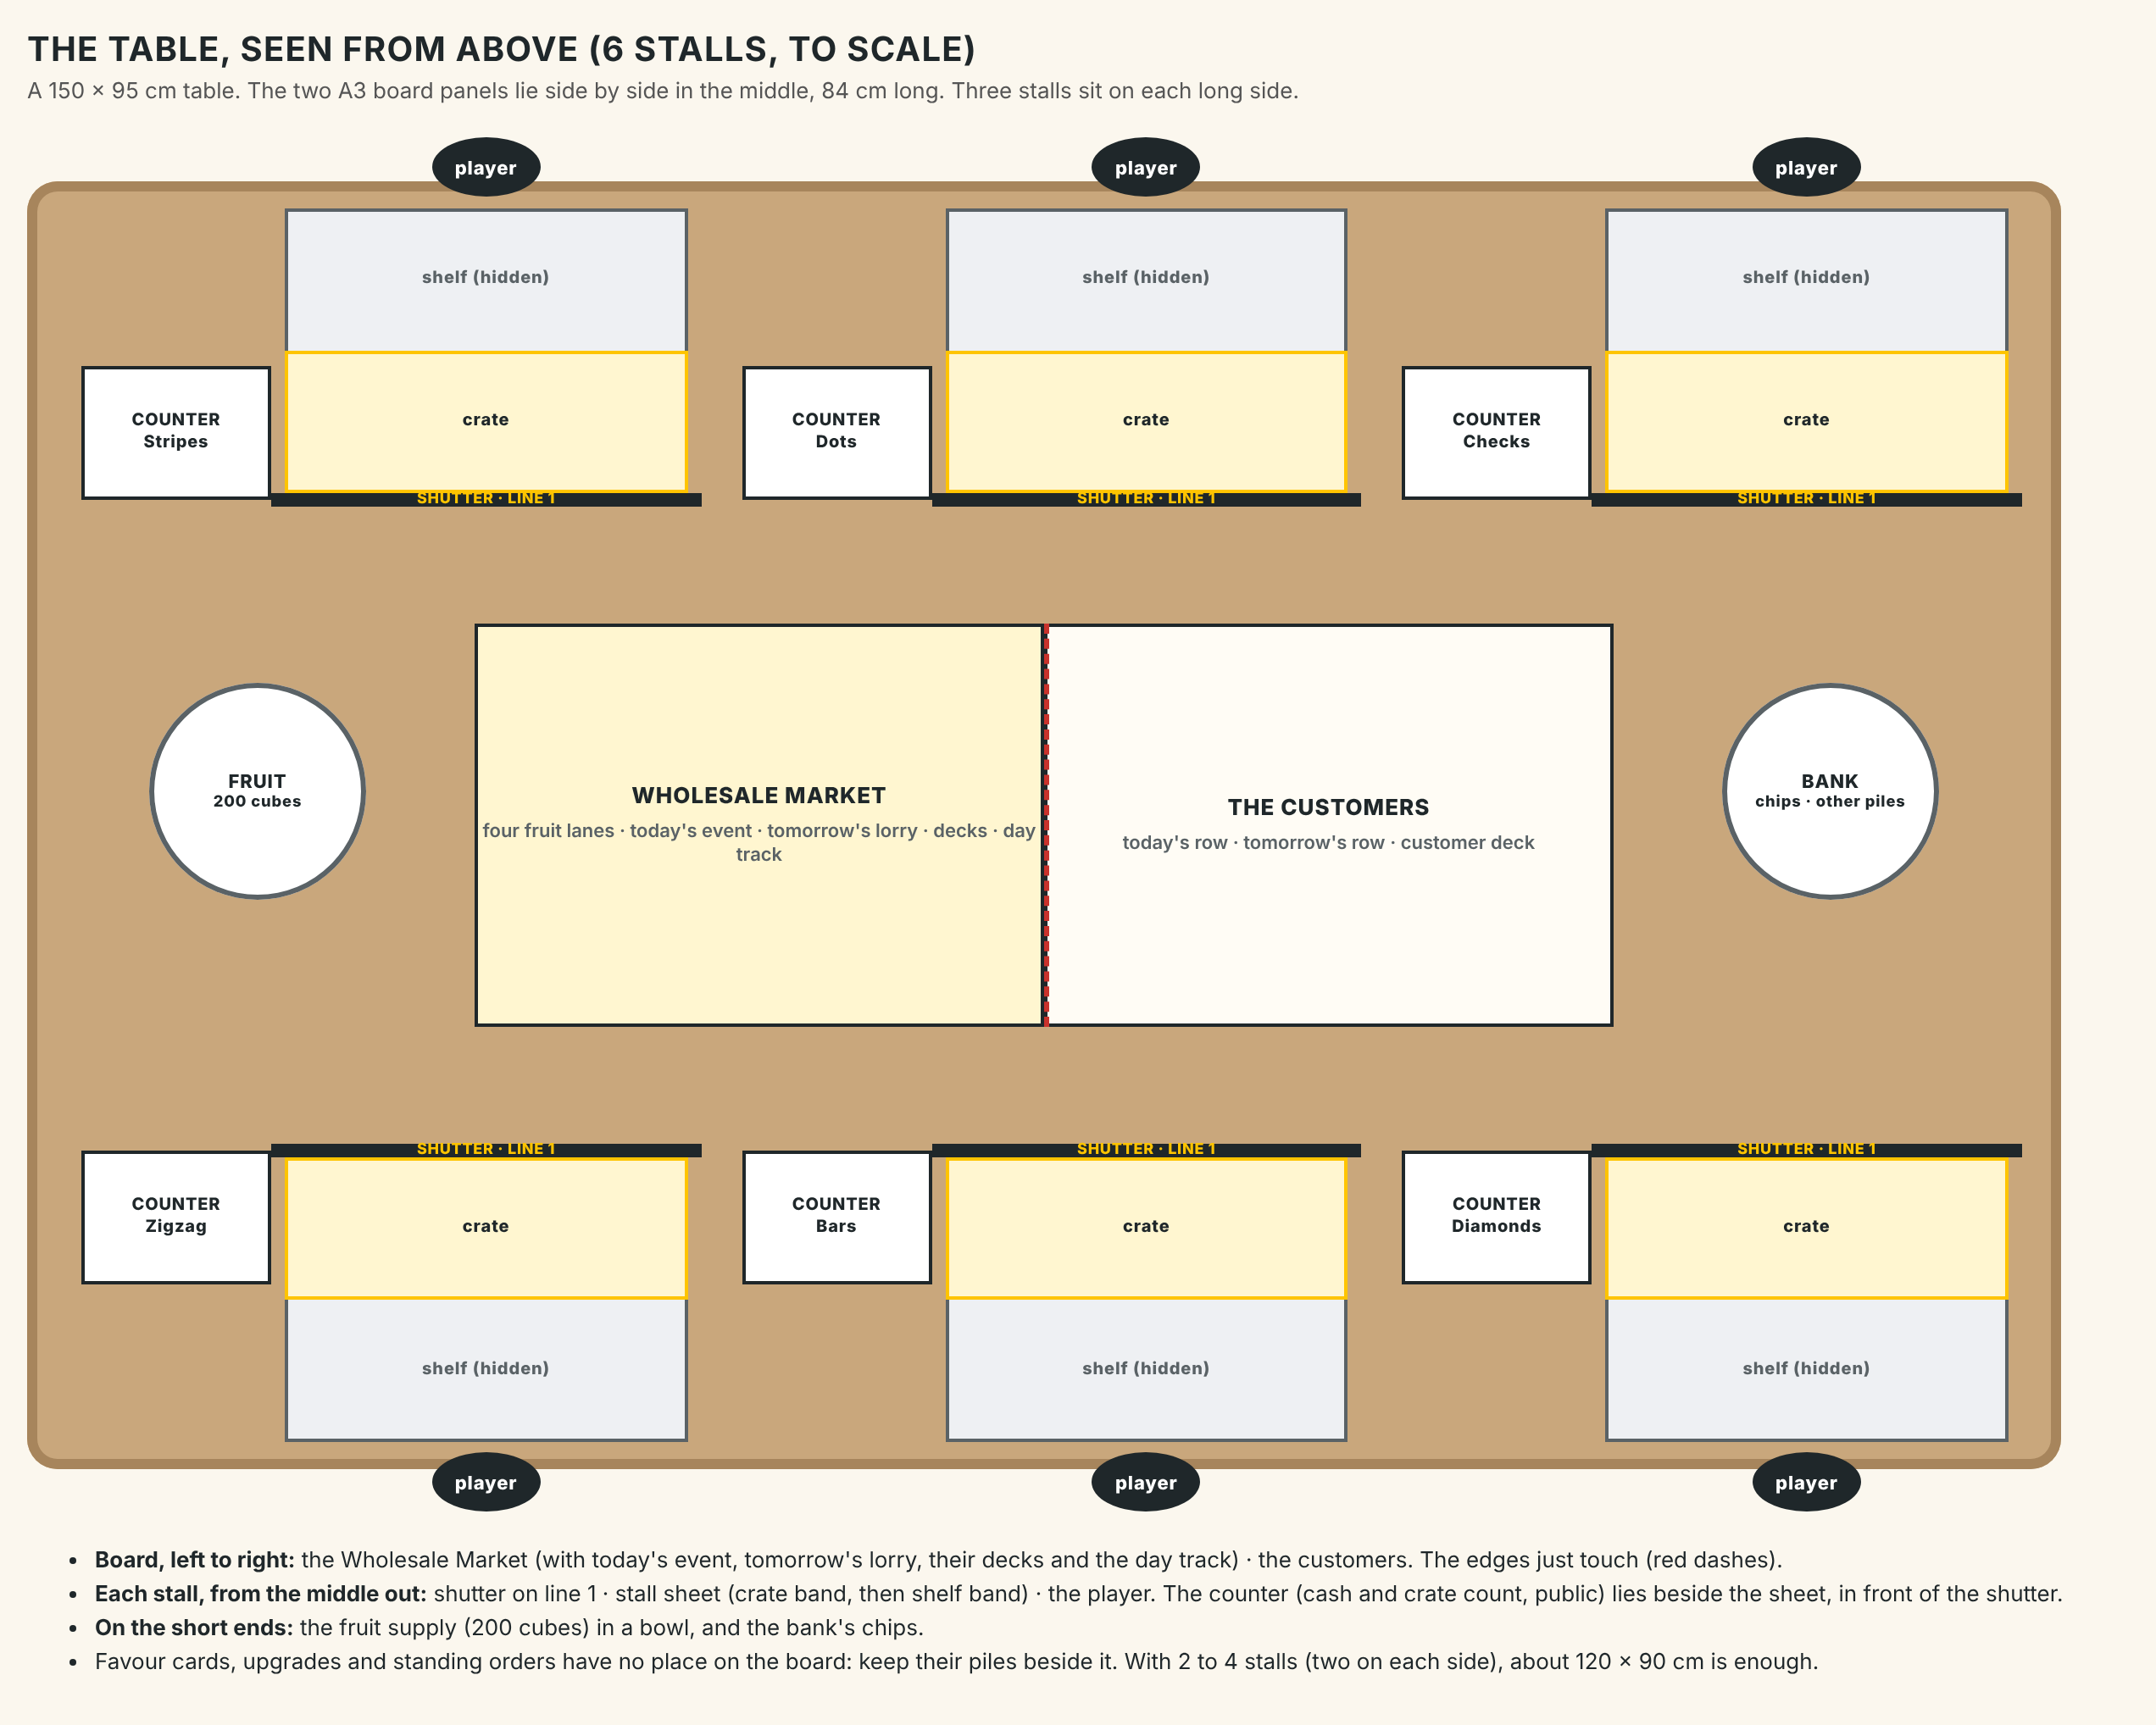 THE TABLE, SEEN FROM ABOVE (6 STALLS, TO SCALE)
A 150 × 95 cm table. The two A3 board panels lie side by side in the middle, 84 cm long. Three stalls sit on each long side.
player
player
player
shelf (hidden)
shelf (hidden)
shelf (hidden)
COUNTER
Stripes
crate
COUNTER
Dots
crate
COUNTER
Checks
crate
SHUTTER · LINE 1
SHUTTER · LINE 1
SHUTTER · LINE 1
FRUIT
200 cubes
WHOLESALE MARKET
four fruit lanes · today's event · tomorrow's lorry · decks · day
track
THE CUSTOMERS
today's row · tomorrow's row · customer deck
BANK
chips · other piles
SHUTTER · LINE 1
SHUTTER · LINE 1
SHUTTER · LINE 1
COUNTER
Zigzag
crate
COUNTER
Bars
crate
COUNTER
Diamonds
crate
shelf (hidden)
shelf (hidden)
shelf (hidden)
player
player
player
• Board, left to right: the Wholesale Market (with today's event, tomorrow's lorry, their decks and the day track) · the customers. The edges just touch (red dashes).
• Each stall, from the middle out: shutter on line 1 · stall sheet (crate band, then shelf band) · the player. The counter (cash and crate count, public) lies beside the sheet, in front of the shutter.
• On the short ends: the fruit supply (200 cubes) in a bowl, and the bank's chips.
• Favour cards, upgrades and standing orders have no place on the board: keep their piles beside it. With 2 to 4 stalls (two on each side), about 120 × 90 cm is enough.